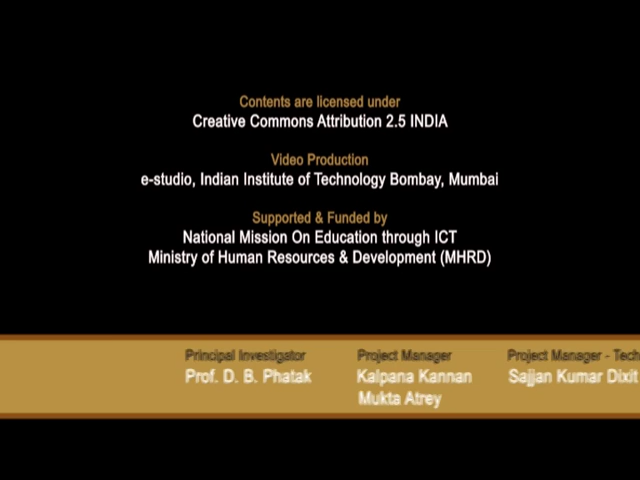 Contents are licensed under
Creative Commons Attribution 2.5 INDIA
Video Production
e-studio, Indian Institute of Technology Bombay, Mumbai
Supported & Funded by
National Mission On Education through ICT
Ministry of Human Resources & Development (MHRD)
Principal Investigator Project Manager Project Manager - Tech
Prof. D. B. Phatak Kalpana Kannan Sajjan Kumar Dixit
Mukta Atrey